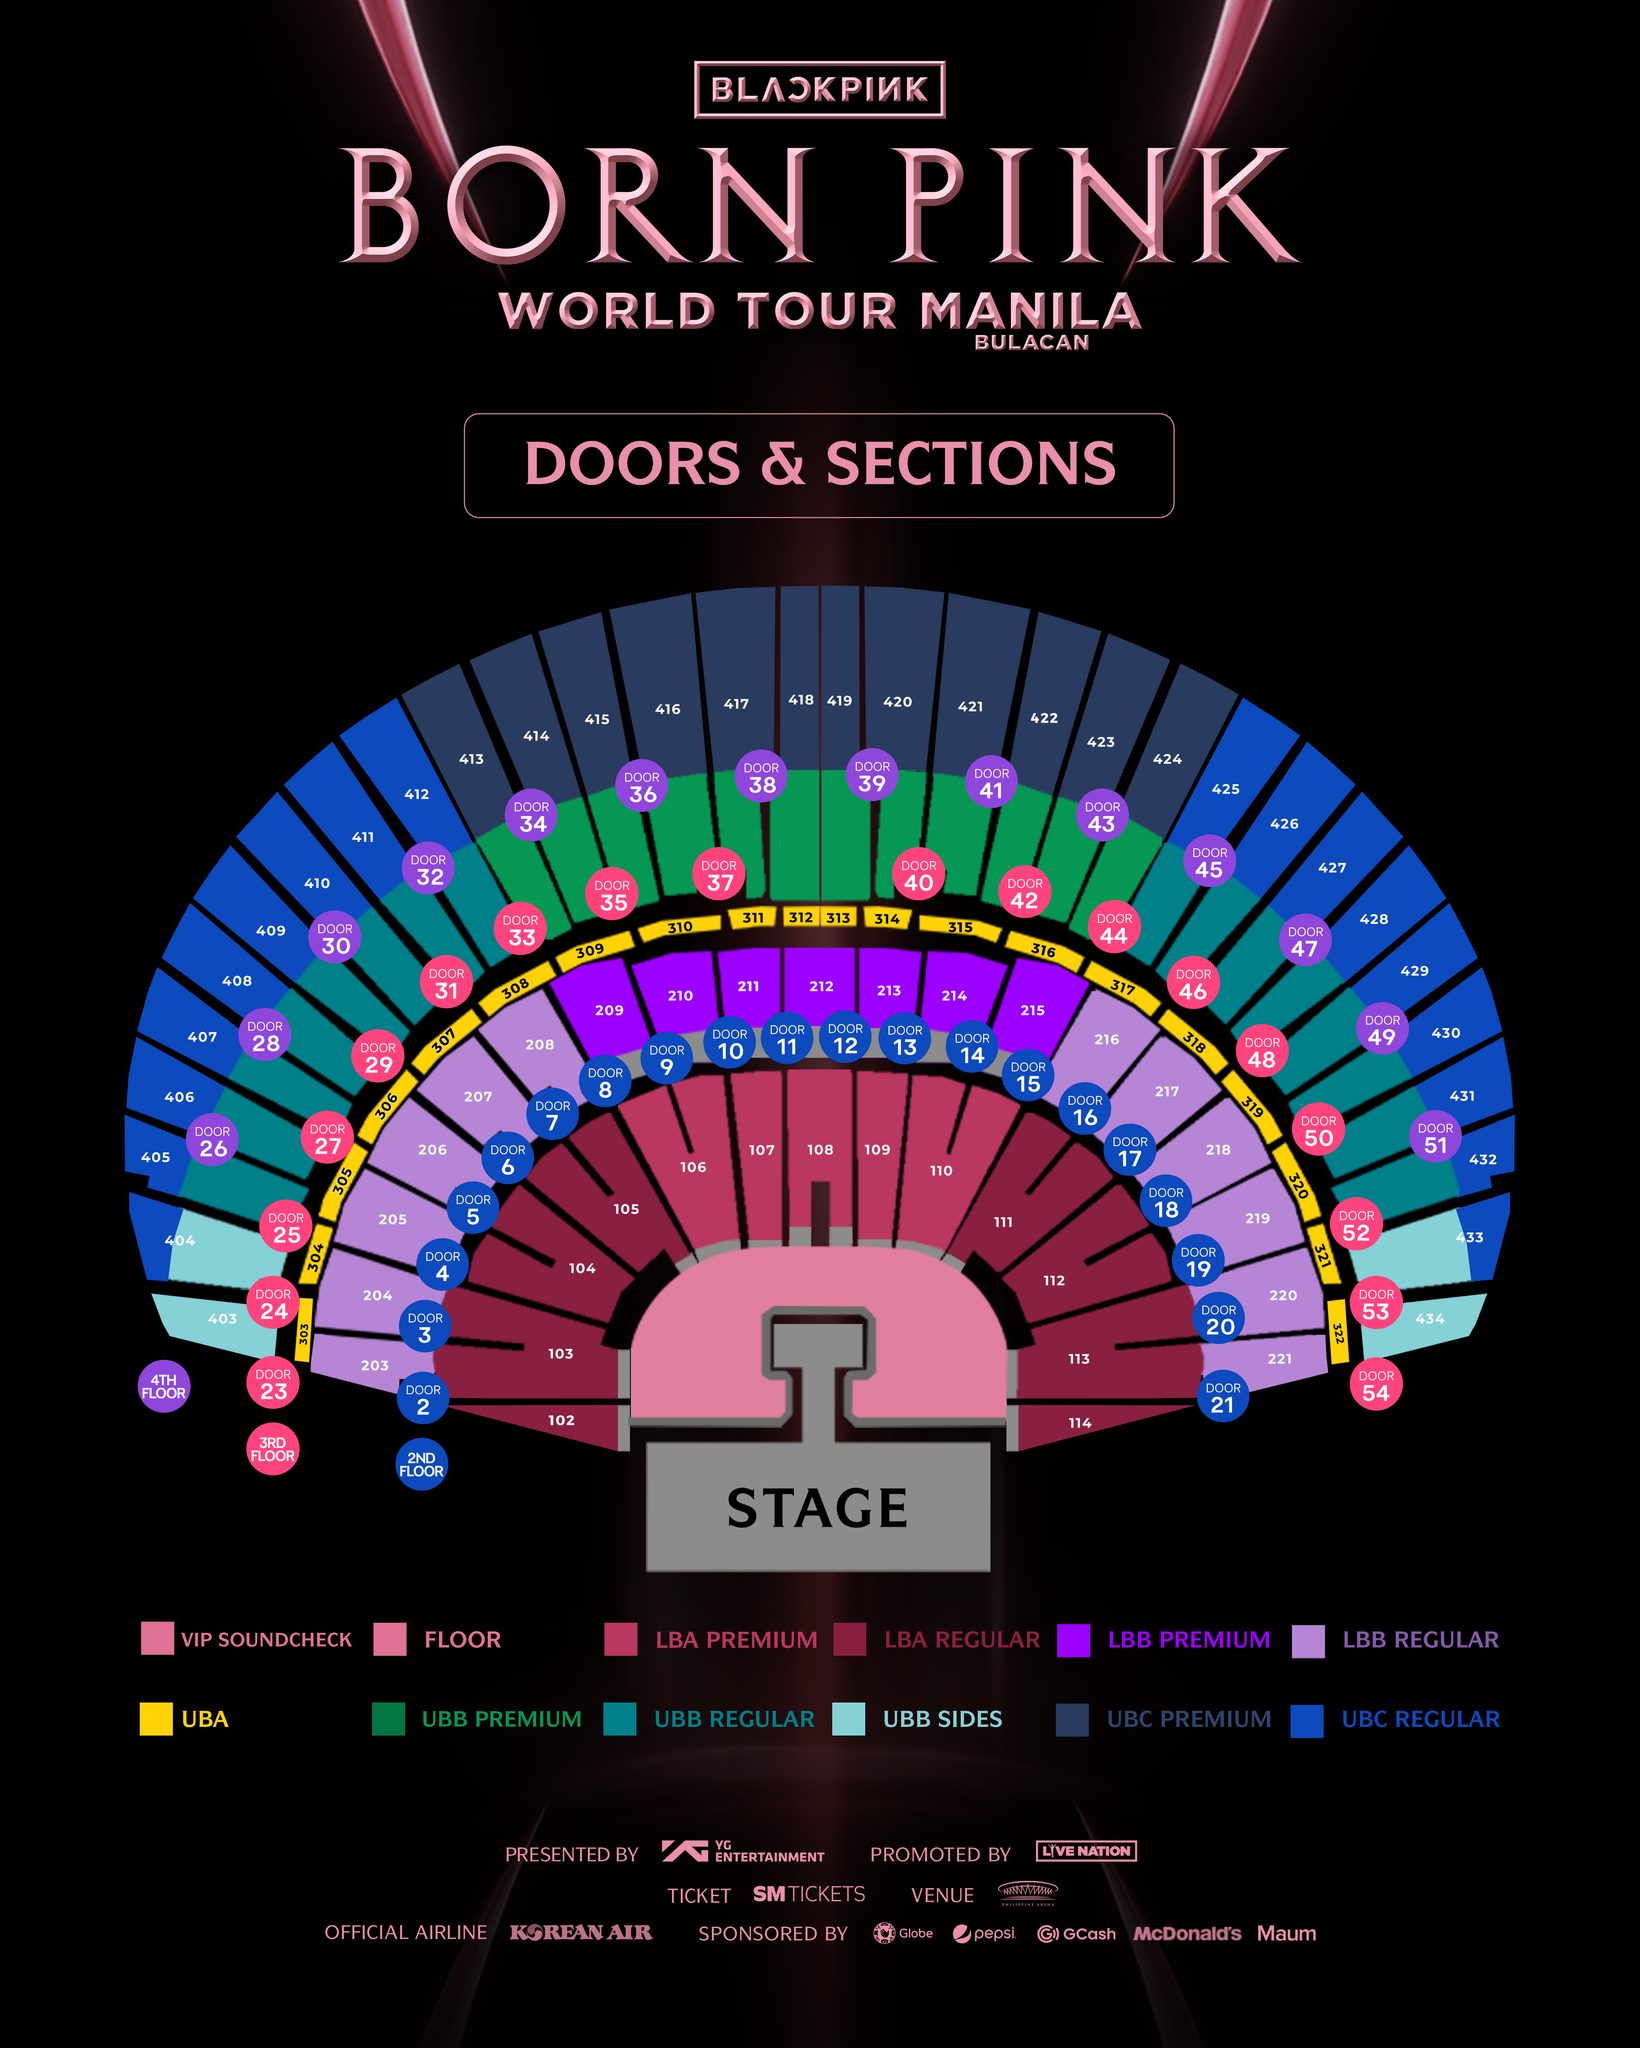 BLACKPINK
BORN PINK
WORLD TOUR MANILA
BULACAN
DOORS & SECTIONS
413 414 415 416 417 418 419 420 421 422 423 424
412 425
411 426
410 427
409 428
408 429
407 430
406 431
405 432
404 433
403 434
DOOR 26
DOOR 28
DOOR 30
DOOR 32
DOOR 34
DOOR 36
DOOR 38
DOOR 39
DOOR 41
DOOR 43
DOOR 45
DOOR 47
DOOR 49
DOOR 51
DOOR 23
DOOR 24
DOOR 25
DOOR 27
DOOR 29
DOOR 31
DOOR 33
DOOR 35
DOOR 37
DOOR 40
DOOR 42
DOOR 44
DOOR 46
DOOR 48
DOOR 50
DOOR 52
DOOR 53
DOOR 54
303 304 305 306 307 308 309 310 311 312 313 314 315 316 317 318 319 320 321 322
203 204 205 206 207 208 209 210 211 212 213 214 215 216 217 218 219 220 221
DOOR 2
DOOR 3
DOOR 4
DOOR 5
DOOR 6
DOOR 7
DOOR 8
DOOR 9
DOOR 10
DOOR 11
DOOR 12
DOOR 13
DOOR 14
DOOR 15
DOOR 16
DOOR 17
DOOR 18
DOOR 19
DOOR 20
DOOR 21
102 103 104 105 106 107 108 109 110 111 112 113 114
4TH FLOOR
3RD FLOOR
2ND FLOOR
STAGE
VIP SOUNDCHECK FLOOR LBA PREMIUM LBA REGULAR LBB PREMIUM LBB REGULAR
UBA UBB PREMIUM UBB REGULAR UBB SIDES UBC PREMIUM UBC REGULAR
PRESENTED BY YG ENTERTAINMENT PROMOTED BY LIVE NATION
TICKET SM TICKETS VENUE PHILIPPINE ARENA
OFFICIAL AIRLINE KOREAN AIR SPONSORED BY Globe pepsi GCash McDonald's Maum